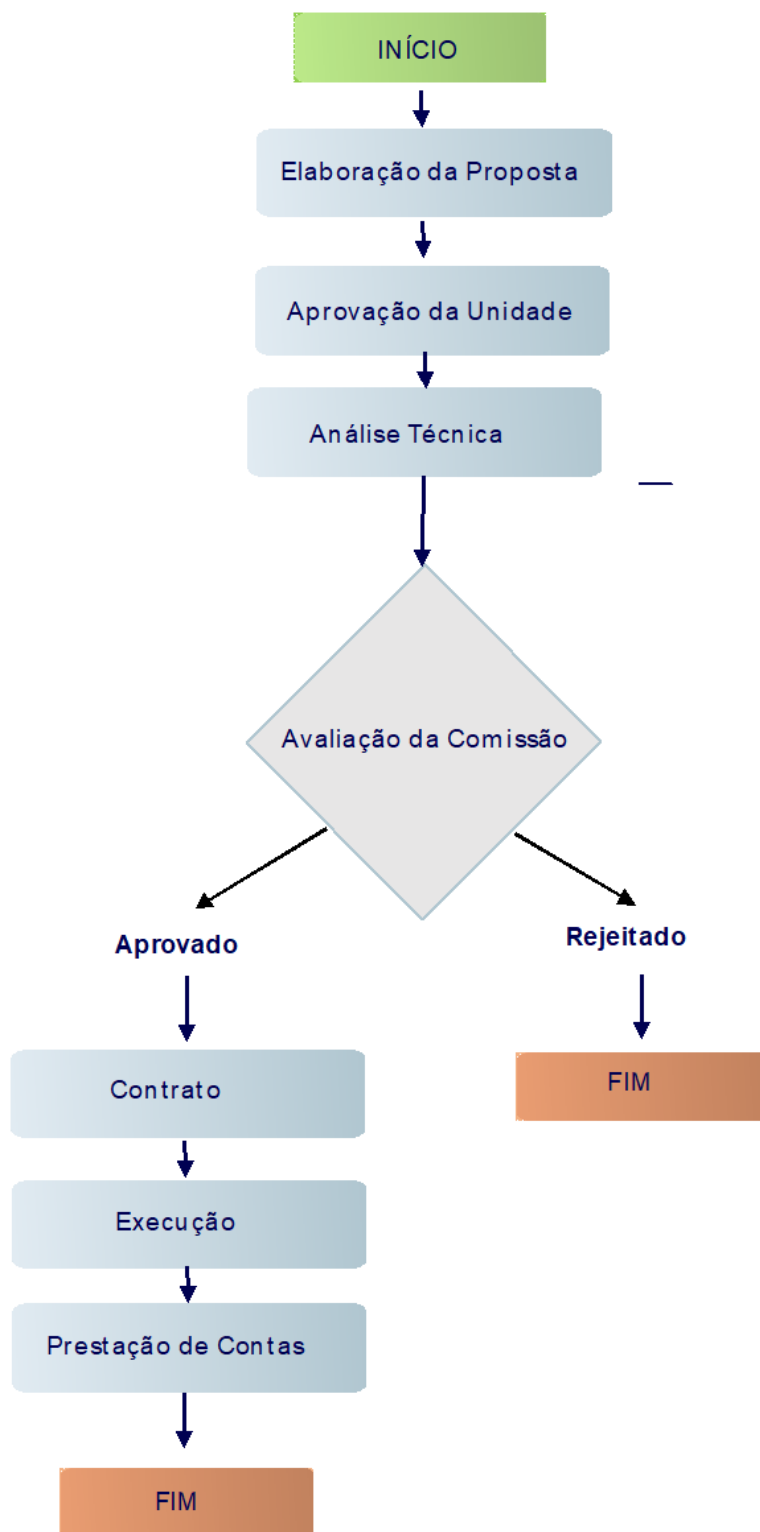 INÍCIO
Elaboração da Proposta
Aprovação da Unidade
Análise Técnica
Avaliação da Comissão
Aprovado
Rejeitado
Contrato
FIM
Execução
Prestação de Contas
FIM